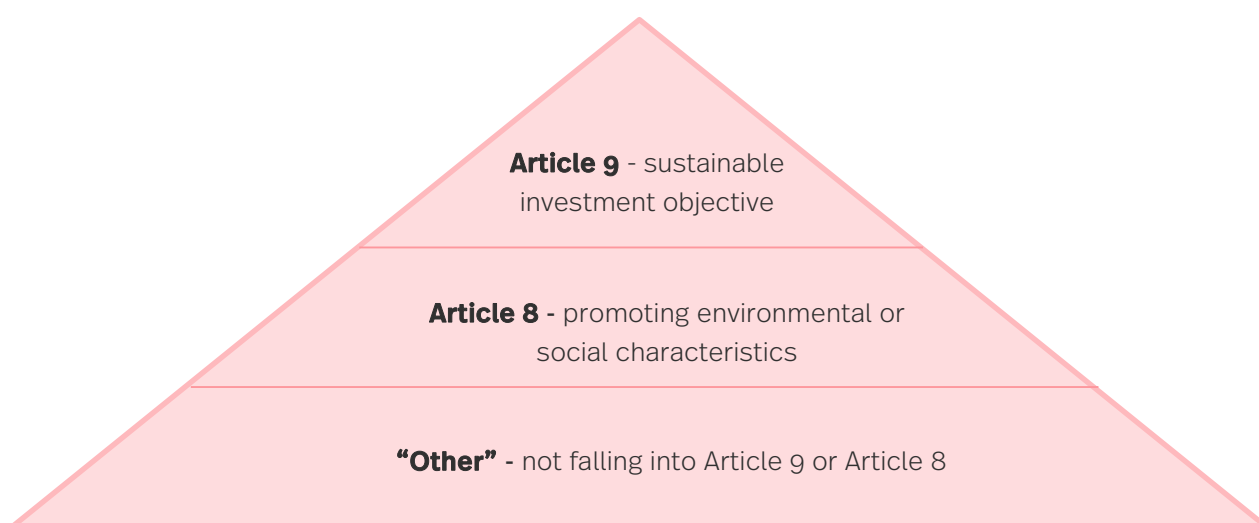 Article 9 - sustainable
investment objective
Article 8 - promoting environmental or
social characteristics
“Other” - not falling into Article 9 or Article 8